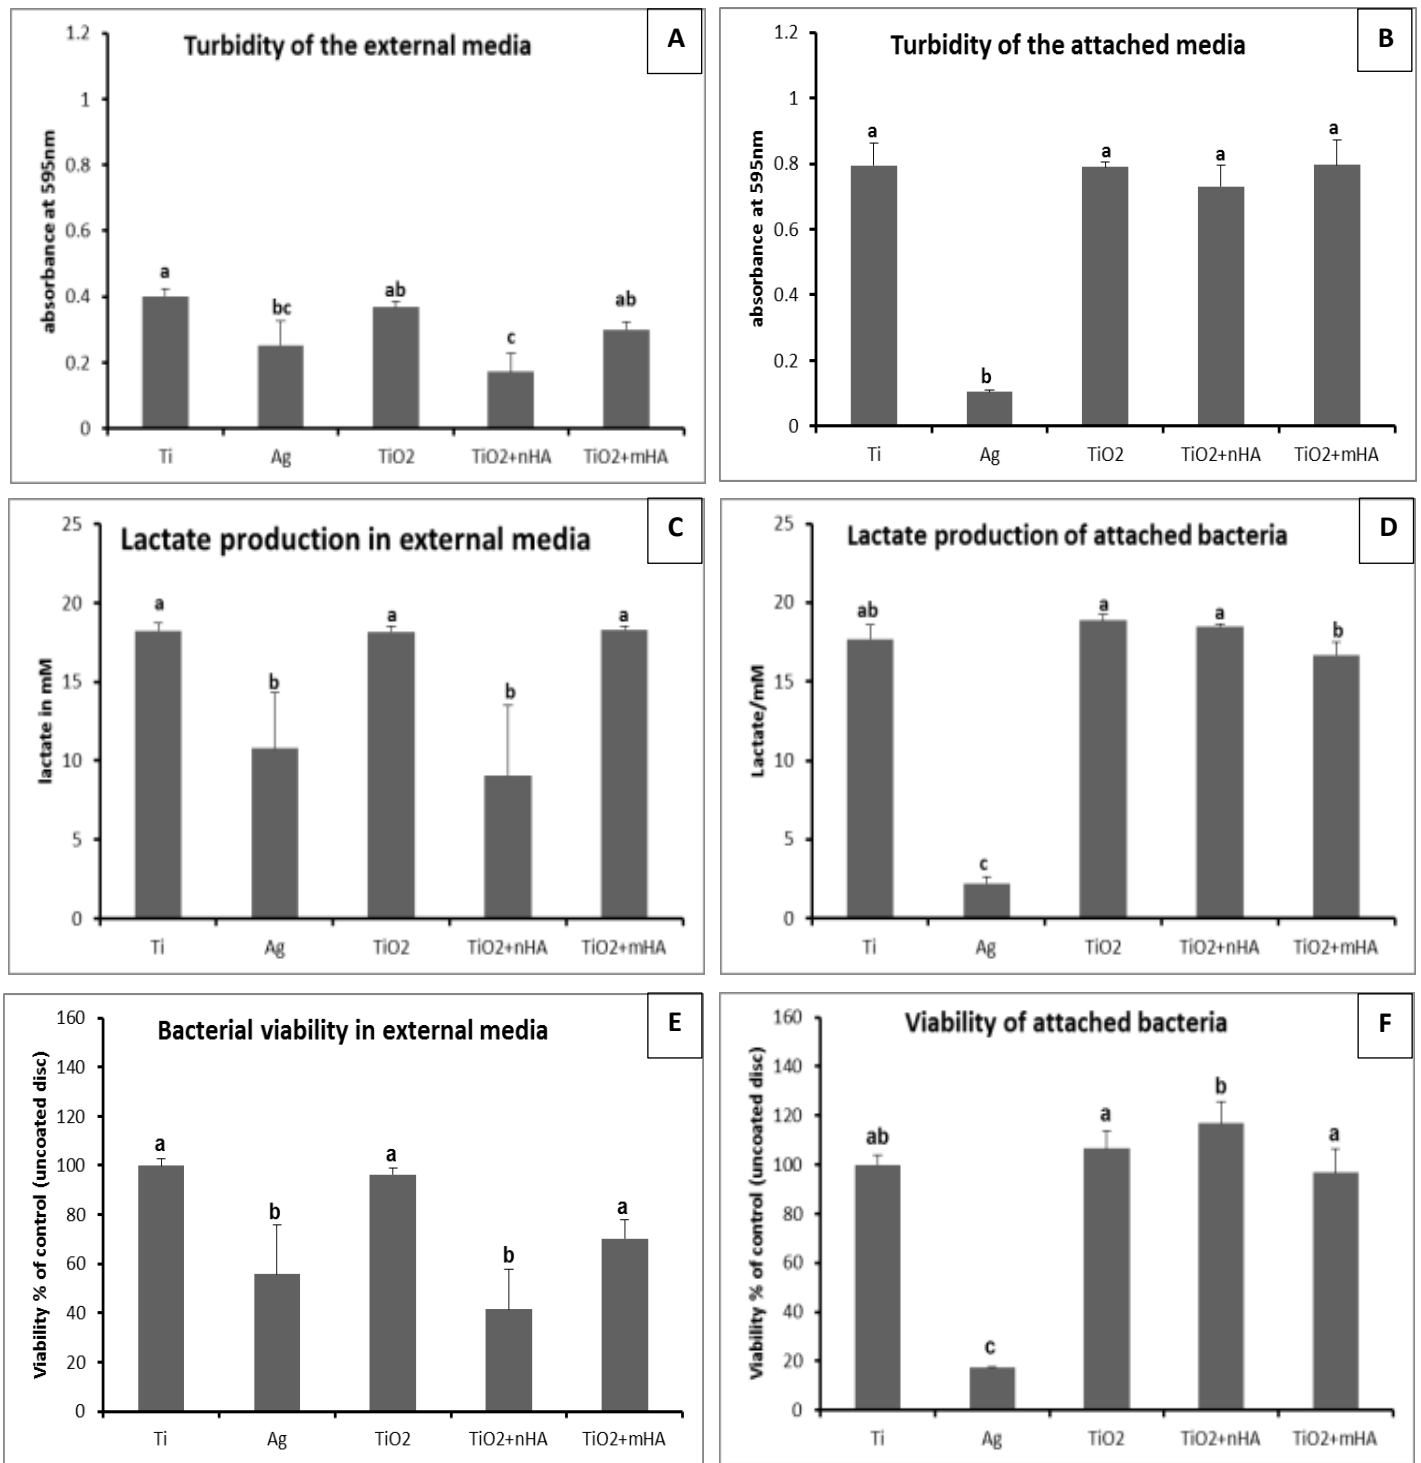 Turbidity of the external media
A
absorbance at 595nm
1.2
1
0.8
0.6
0.4
0.2
0
a
bc
ab
c
ab
Ti
Ag
TiO2
TiO2+nHA
TiO2+mHA
Turbidity of the attached media
B
absorbance at 595nm
1.2
1
0.8
0.6
0.4
0.2
0
a
b
a
a
a
Ti
Ag
TiO2
TiO2+nHA
TiO2+mHA
Lactate production in external media
C
lactate in mM
25
20
15
10
5
0
a
b
a
b
a
Ti
Ag
TiO2
TiO2+nHA
TiO2+mHA
Lactate production of attached bacteria
D
Lactate/mM
25
20
15
10
5
0
ab
c
a
a
b
Ti
Ag
TiO2
TiO2+nHA
TiO2+mHA
Bacterial viability in external media
E
Viability % of control (uncoated disc)
160
140
120
100
80
60
40
20
0
a
b
a
b
a
Ti
Ag
TiO2
TiO2+nHA
TiO2+mHA
Viability of attached bacteria
F
Viability % of control (uncoated disc)
160
140
120
100
80
60
40
20
0
ab
c
a
b
a
Ti
Ag
TiO2
TiO2+nHA
TiO2+mHA